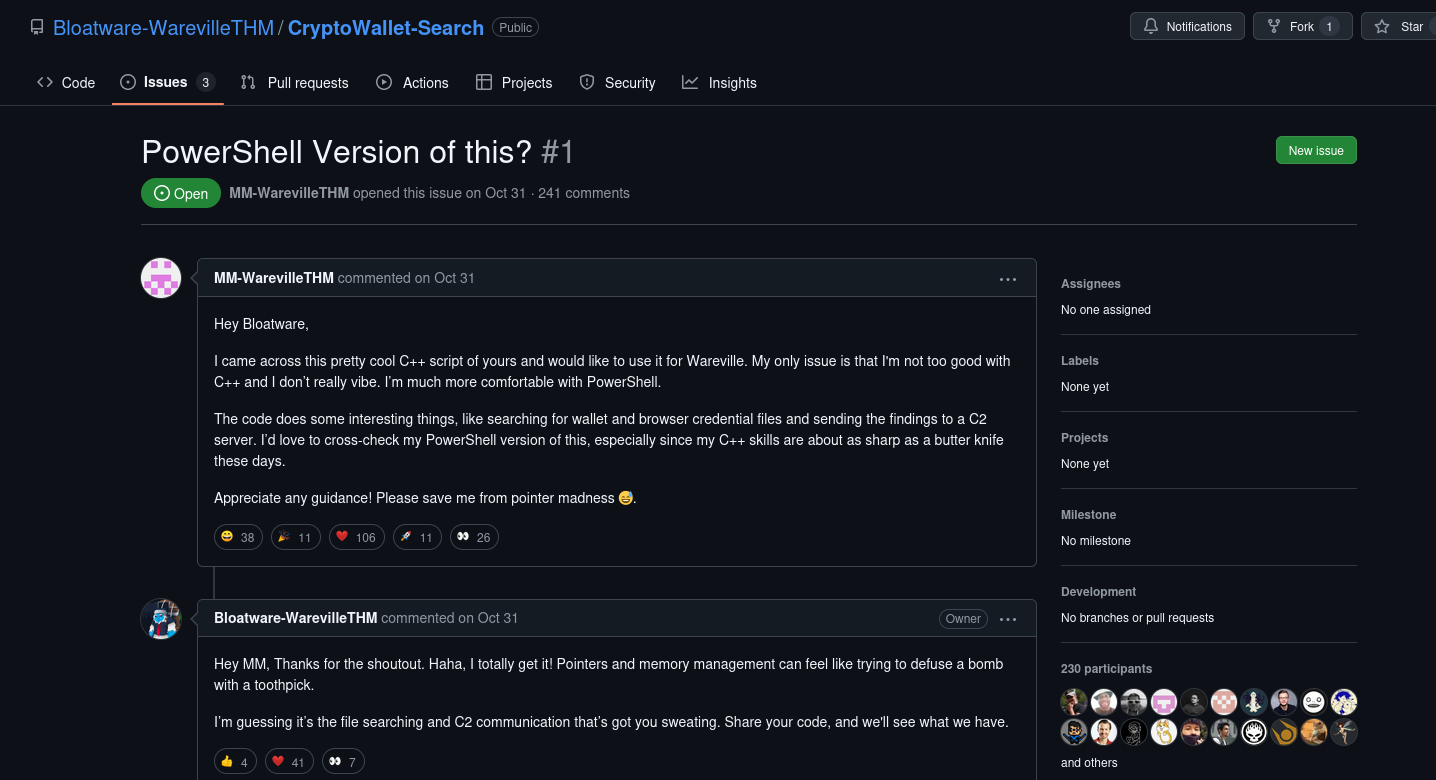 Bloatware-WarevilleTHM / CryptoWallet-Search Public
Notifications
Fork 1
Star
Code
Issues 3
Pull requests
Actions
Projects
Security
Insights
PowerShell Version of this? #1
New issue
Open
MM-WarevilleTHM opened this issue on Oct 31 · 241 comments
MM-WarevilleTHM commented on Oct 31
Hey Bloatware,
I came across this pretty cool C++ script of yours and would like to use it for Wareville. My only issue is that I'm not too good with
C++ and I don't really vibe. I'm much more comfortable with PowerShell.
The code does some interesting things, like searching for wallet and browser credential files and sending the findings to a C2
server. I'd love to cross-check my PowerShell version of this, especially since my C++ skills are about as sharp as a butter knife
these days.
Appreciate any guidance! Please save me from pointer madness 😅.
😄 38 🎉 11 ❤️ 106 🚀 11 👀 26
Bloatware-WarevilleTHM commented on Oct 31
Owner
Hey MM, Thanks for the shoutout. Haha, I totally get it! Pointers and memory management can feel like trying to defuse a bomb
with a toothpick.
I'm guessing it's the file searching and C2 communication that's got you sweating. Share your code, and we'll see what we have.
👍 4 ❤️ 41 👀 7
Assignees
No one assigned
Labels
None yet
Projects
None yet
Milestone
No milestone
Development
No branches or pull requests
230 participants
and others